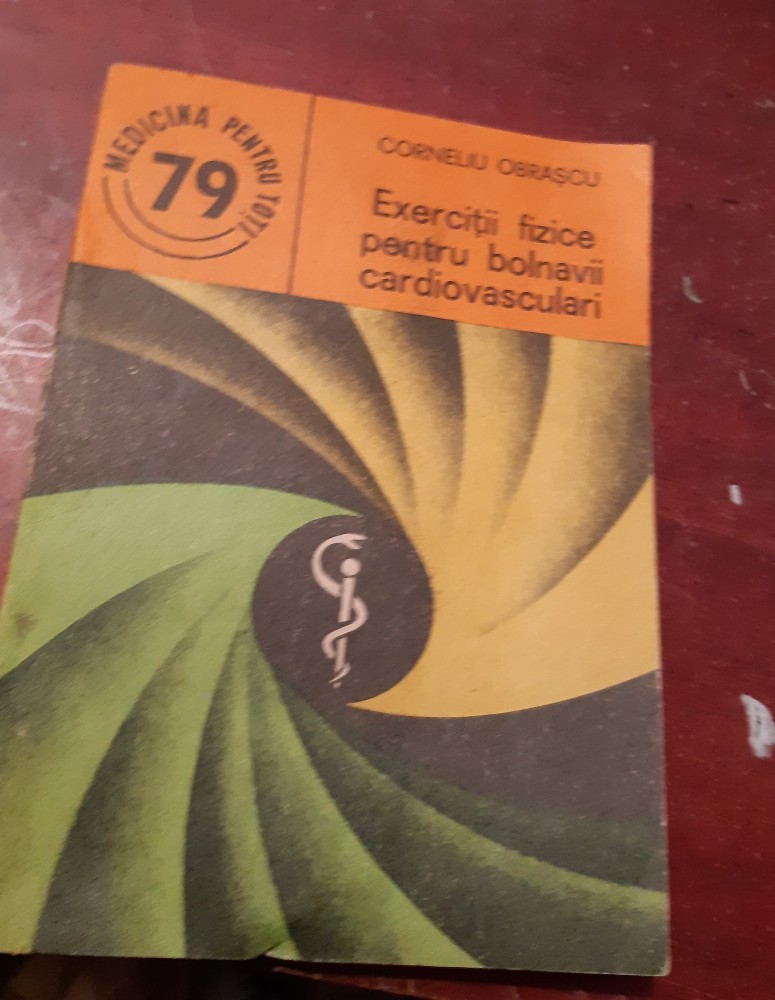 MEDICINA PENTRU TOȚI
79
CORNELIU OBRAȘCU
Exerciții fizice
pentru bolnavii
cardiovasculari